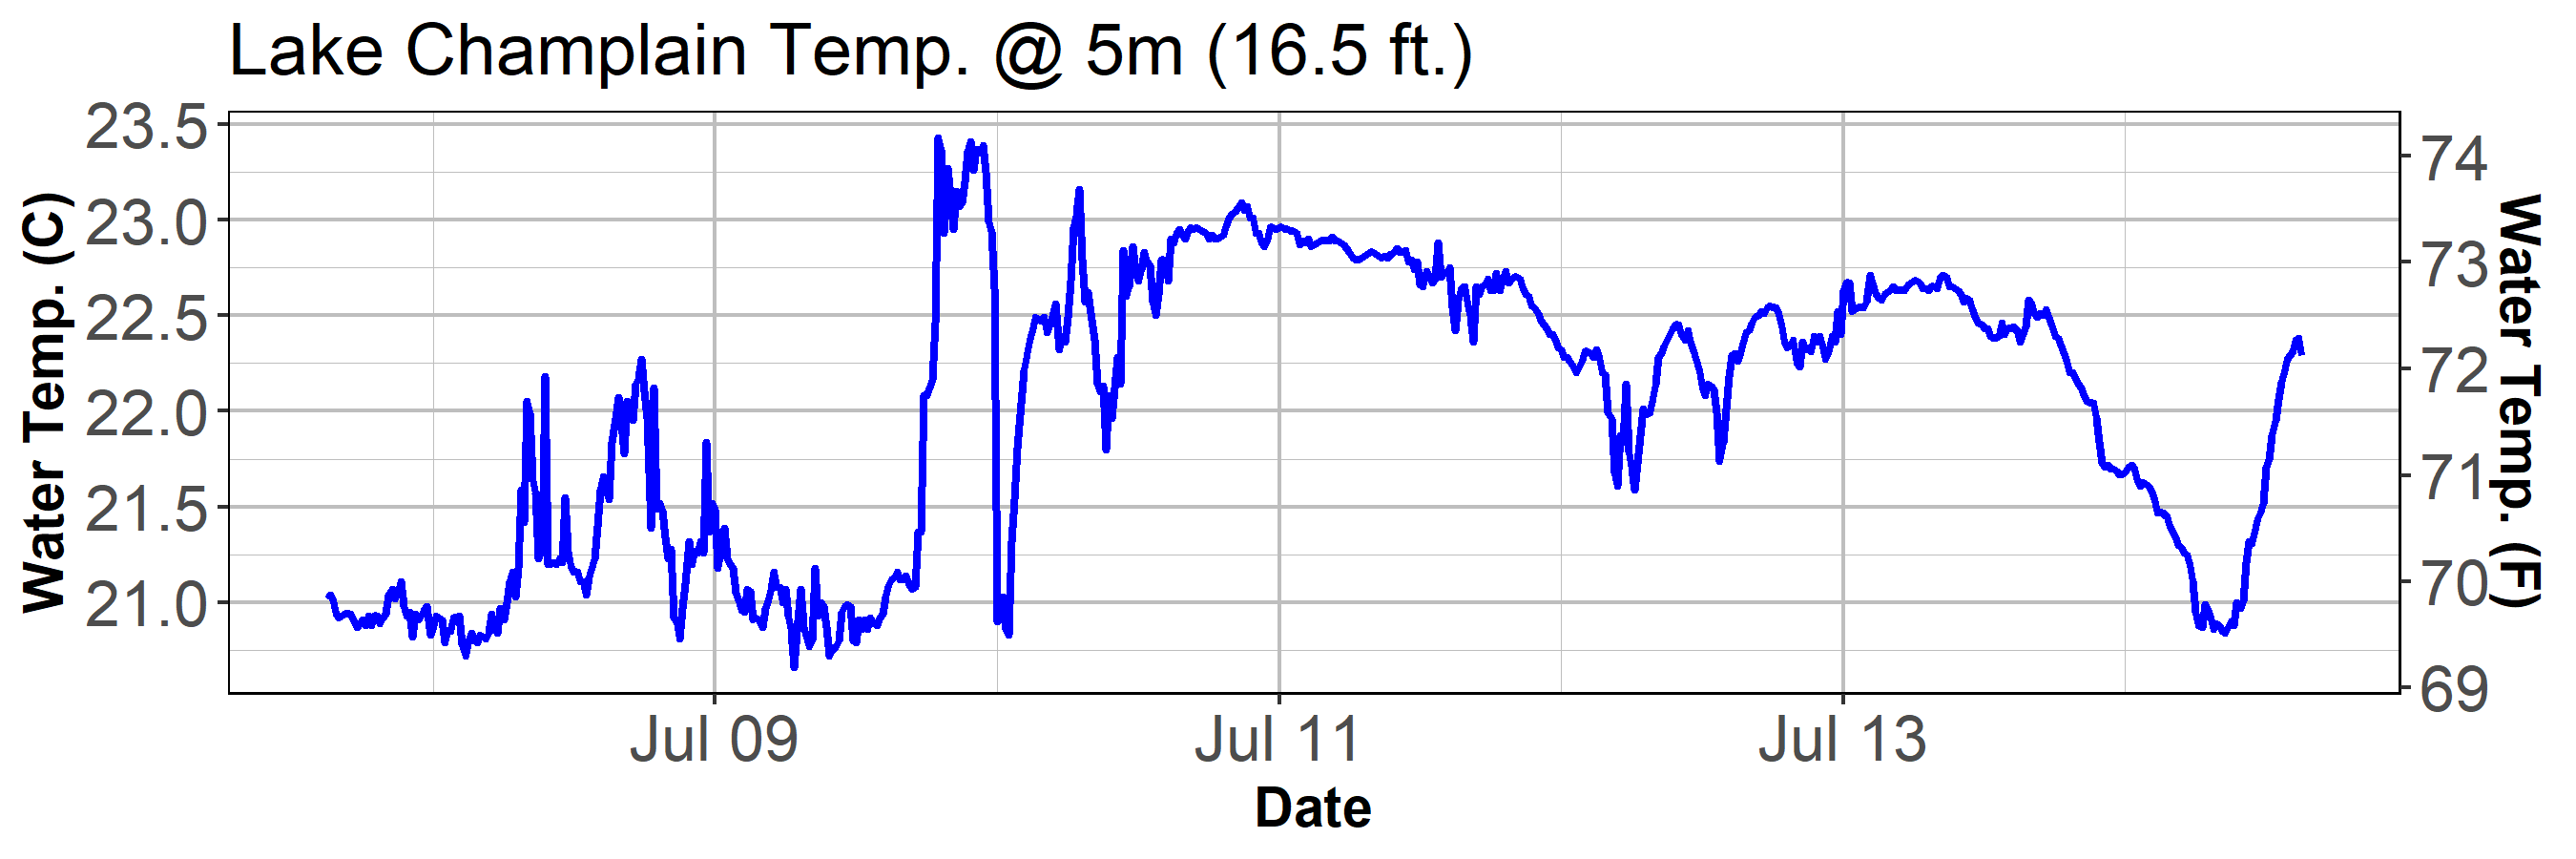 Lake Champlain Temp. @ 5m (16.5 ft.)
Water Temp. (C)
23.5
23.0
22.5
22.0
21.5
21.0
74
73
72
71
70
69
Water Temp. (F)
Jul 09
Jul 11
Jul 13
Date